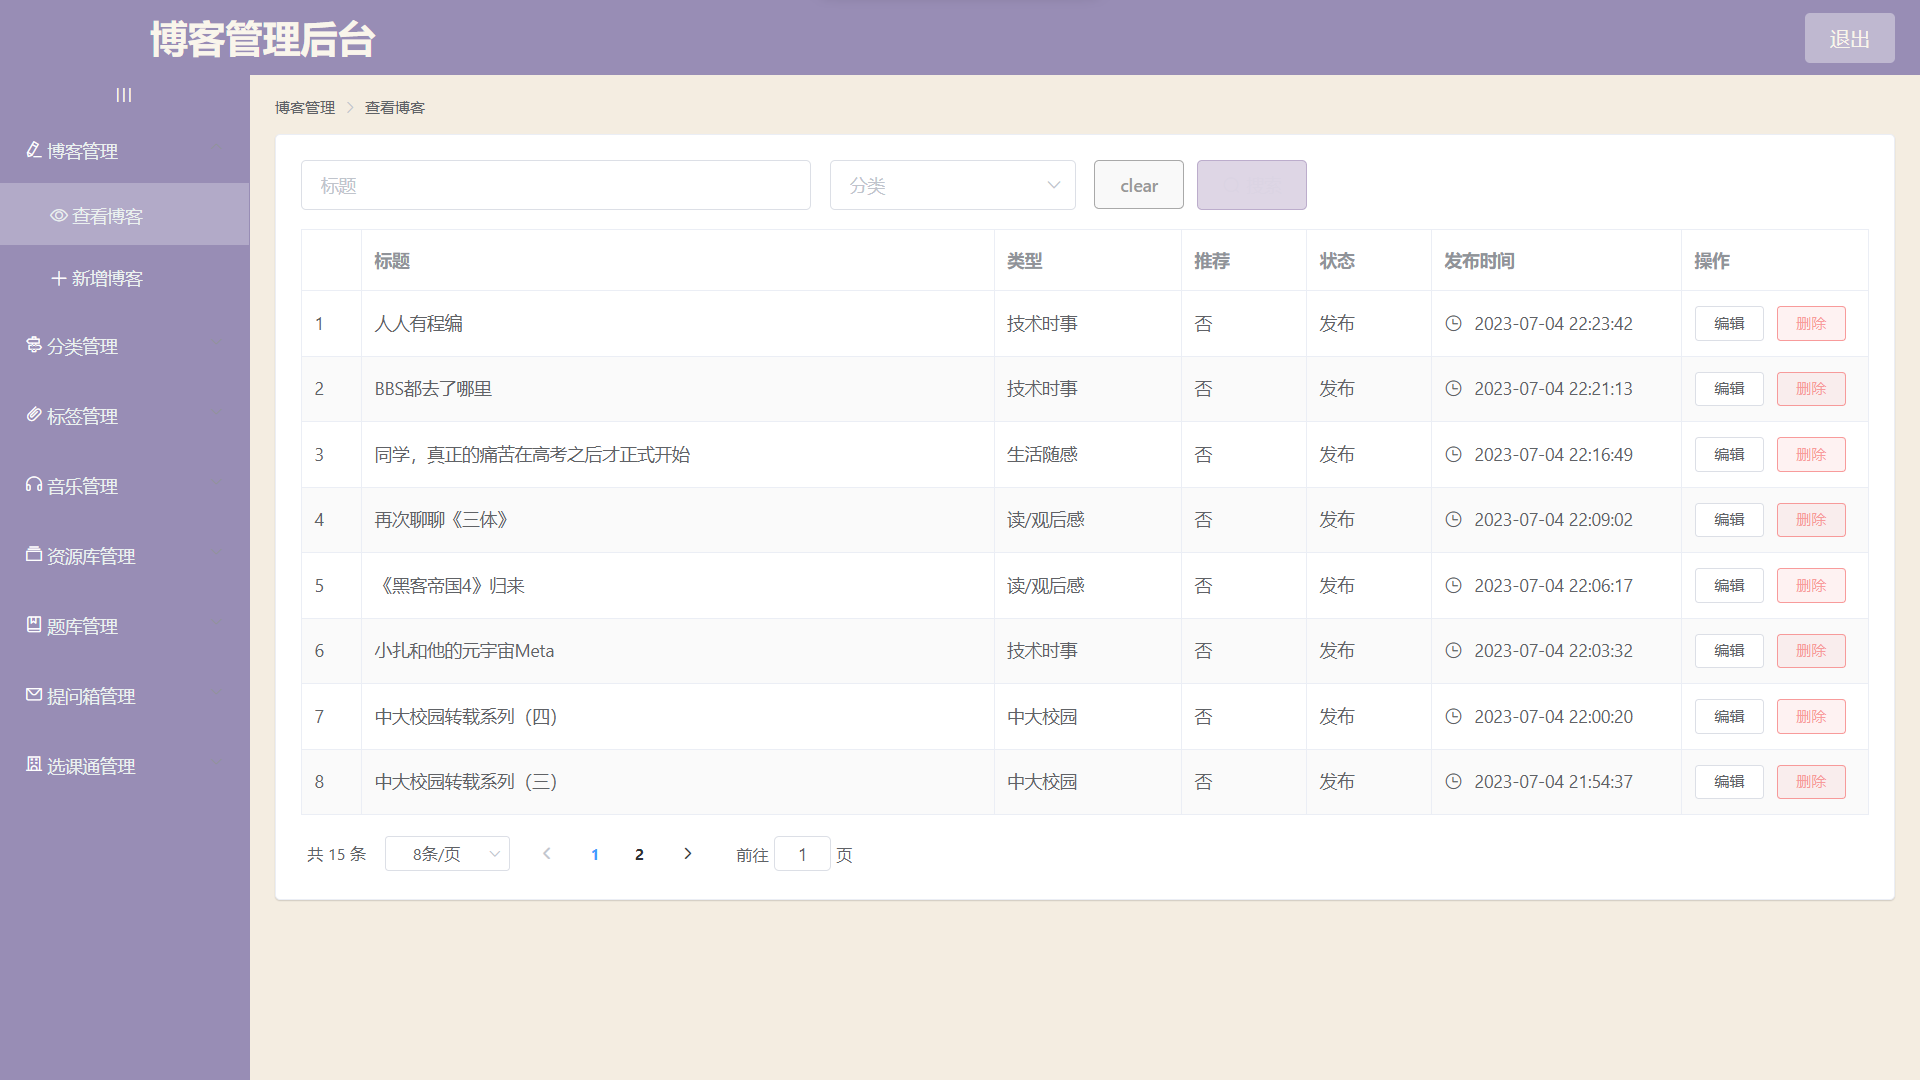 博客管理后台
退出
博客管理
查看博客
新增博客
分类管理
标签管理
音乐管理
资源库管理
题库管理
提问箱管理
选课通管理
博客管理 查看博客
标题 分类 clear
标题 类型 推荐 状态 发布时间 操作
1 人人有程编 技术时事 否 发布 2023-07-04 22:23:42 编辑 删除
2 BBS都去了哪里 技术时事 否 发布 2023-07-04 22:21:13 编辑 删除
3 同学，真正的痛苦在高考之后才正式开始 生活随感 否 发布 2023-07-04 22:16:49 编辑 删除
4 再次聊聊《三体》 读/观后感 否 发布 2023-07-04 22:09:02 编辑 删除
5 《黑客帝国4》归来 读/观后感 否 发布 2023-07-04 22:06:17 编辑 删除
6 小扎和他的元宇宙Meta 技术时事 否 发布 2023-07-04 22:03:32 编辑 删除
7 中大校园转载系列（四） 中大校园 否 发布 2023-07-04 22:00:20 编辑 删除
8 中大校园转载系列（三） 中大校园 否 发布 2023-07-04 21:54:37 编辑 删除
共 15 条 8条/页 1 2 前往 1 页